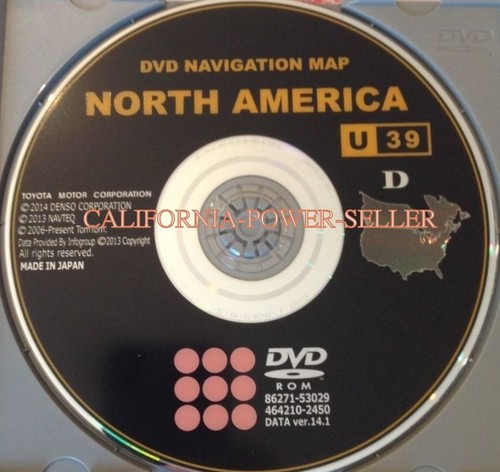 DVD
DVD NAVIGATION MAP
NORTH AMERICA
U 39
D
TOYOTA MOTOR CORPORATION
©2014 DENSO CORPORATION
©2013 NAVTEQ
CALIFORNIA-POWER-SELLER
©2006-Present TomTom.
Data Provided By Infogroup ©2013 Copyright
All rights reserved.
MADE IN JAPAN
DVD
ROM
86271-53029
464210-2450
DATA ver.14.1